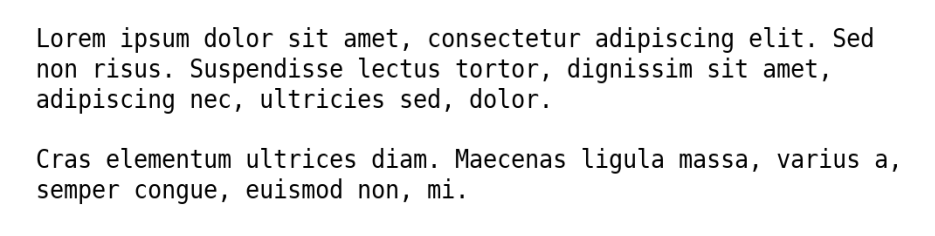 Lorem ipsum dolor sit amet, consectetur adipiscing elit. Sed
non risus. Suspendisse lectus tortor, dignissim sit amet,
adipiscing nec, ultricies sed, dolor.

Cras elementum ultrices diam. Maecenas ligula massa, varius a,
semper congue, euismod non, mi.